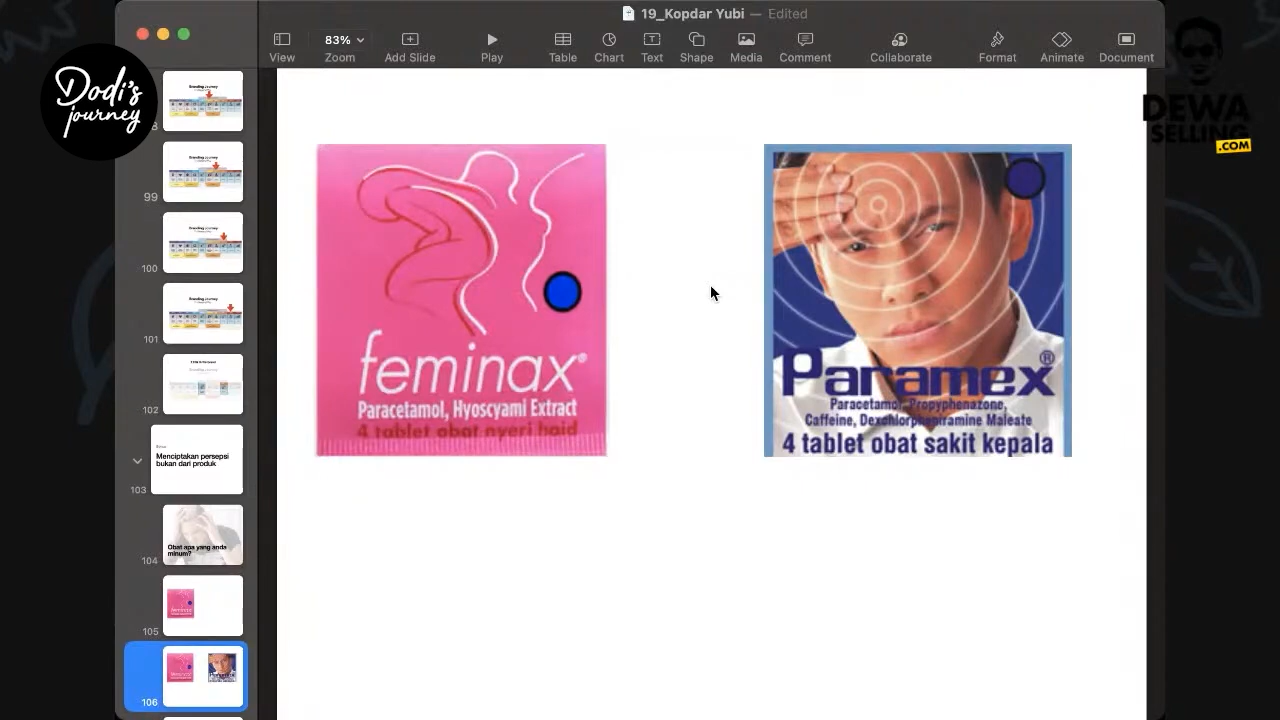 19_Kopdar Yubi — Edited
83%
View
Zoom
Add Slide
Play
Table
Chart
Text
Shape
Media
Comment
Collaborate
Format
Animate
Document
Dodi's
journey
DEWA
SELLING
.COM
99
100
101
102
Menciptakan persepsi
bukan dari produk
103
Obat apa yang anda
minum?
104
105
106
feminax®
Paracetamol, Hyoscyami Extract
4 tablet obat nyeri haid
Paramex®
Paracetamol, Propyphenazone,
Caffeine, Dexchlorpheniramine Maleate
4 tablet obat sakit kepala